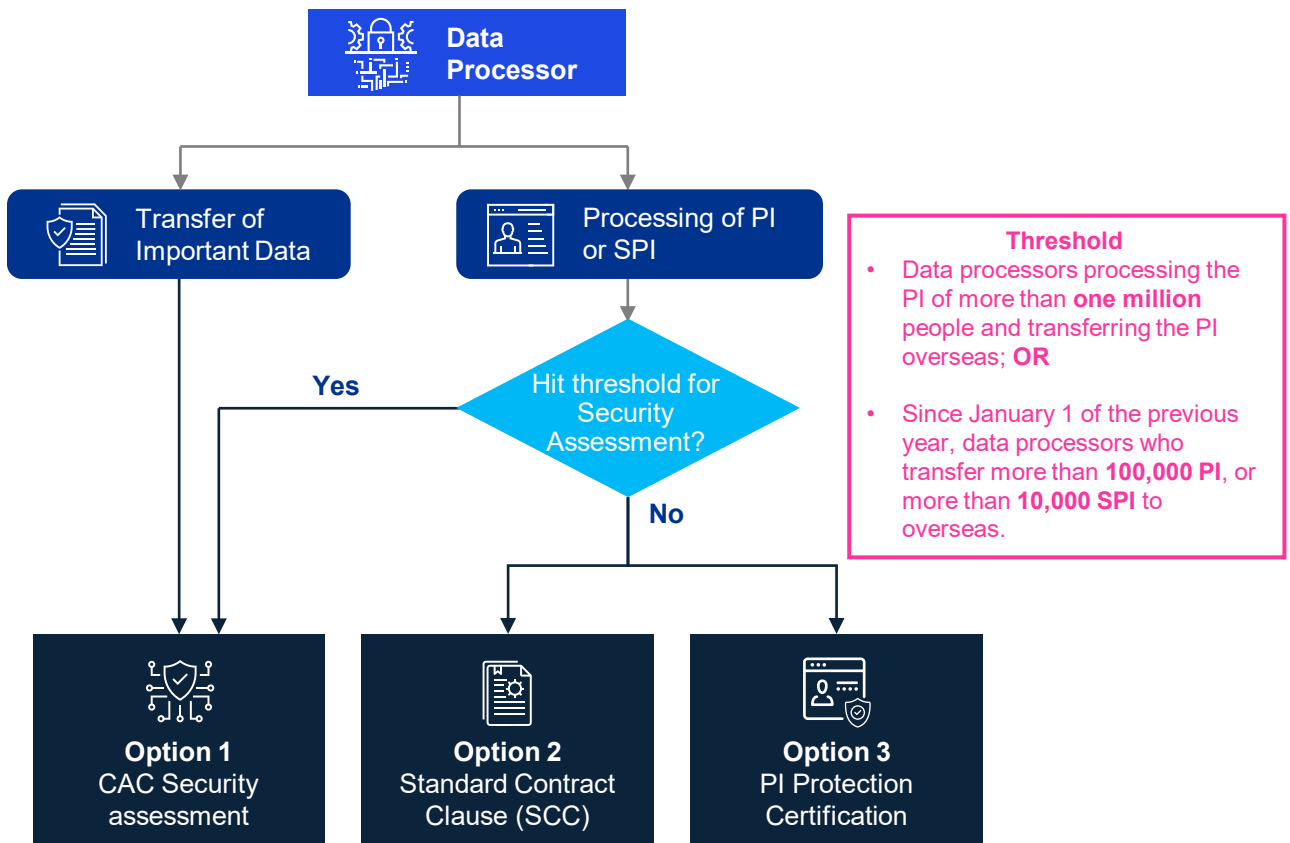 Data
Processor
Transfer of
Important Data
Processing of PI
or SPI
Threshold
• Data processors processing the
PI of more than one million
people and transferring the PI
overseas; OR
• Since January 1 of the previous
year, data processors who
transfer more than 100,000 PI, or
more than 10,000 SPI to
overseas.
Hit threshold for
Security
Assessment?
Yes
No
Option 1
CAC Security
assessment
Option 2
Standard Contract
Clause (SCC)
Option 3
PI Protection
Certification